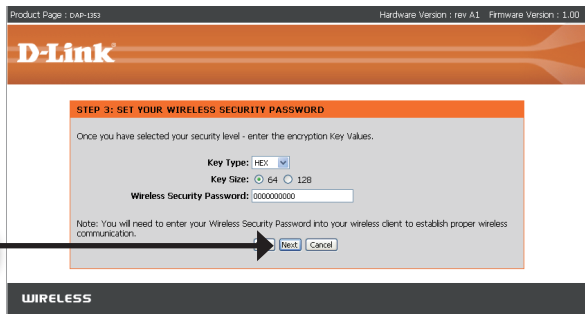 Product Page : DAP-1353 Hardware Version : rev A1 Firmware Version : 1.00
D-Link
STEP 3: SET YOUR WIRELESS SECURITY PASSWORD
Once you have selected your security level - enter the encryption Key Values.
Key Type: HEX
Key Size: 64 128
Wireless Security Password: 0000000000
Note: You will need to enter your Wireless Security Password into your wireless client to establish proper wireless
communication.
Next Cancel
WIRELESS